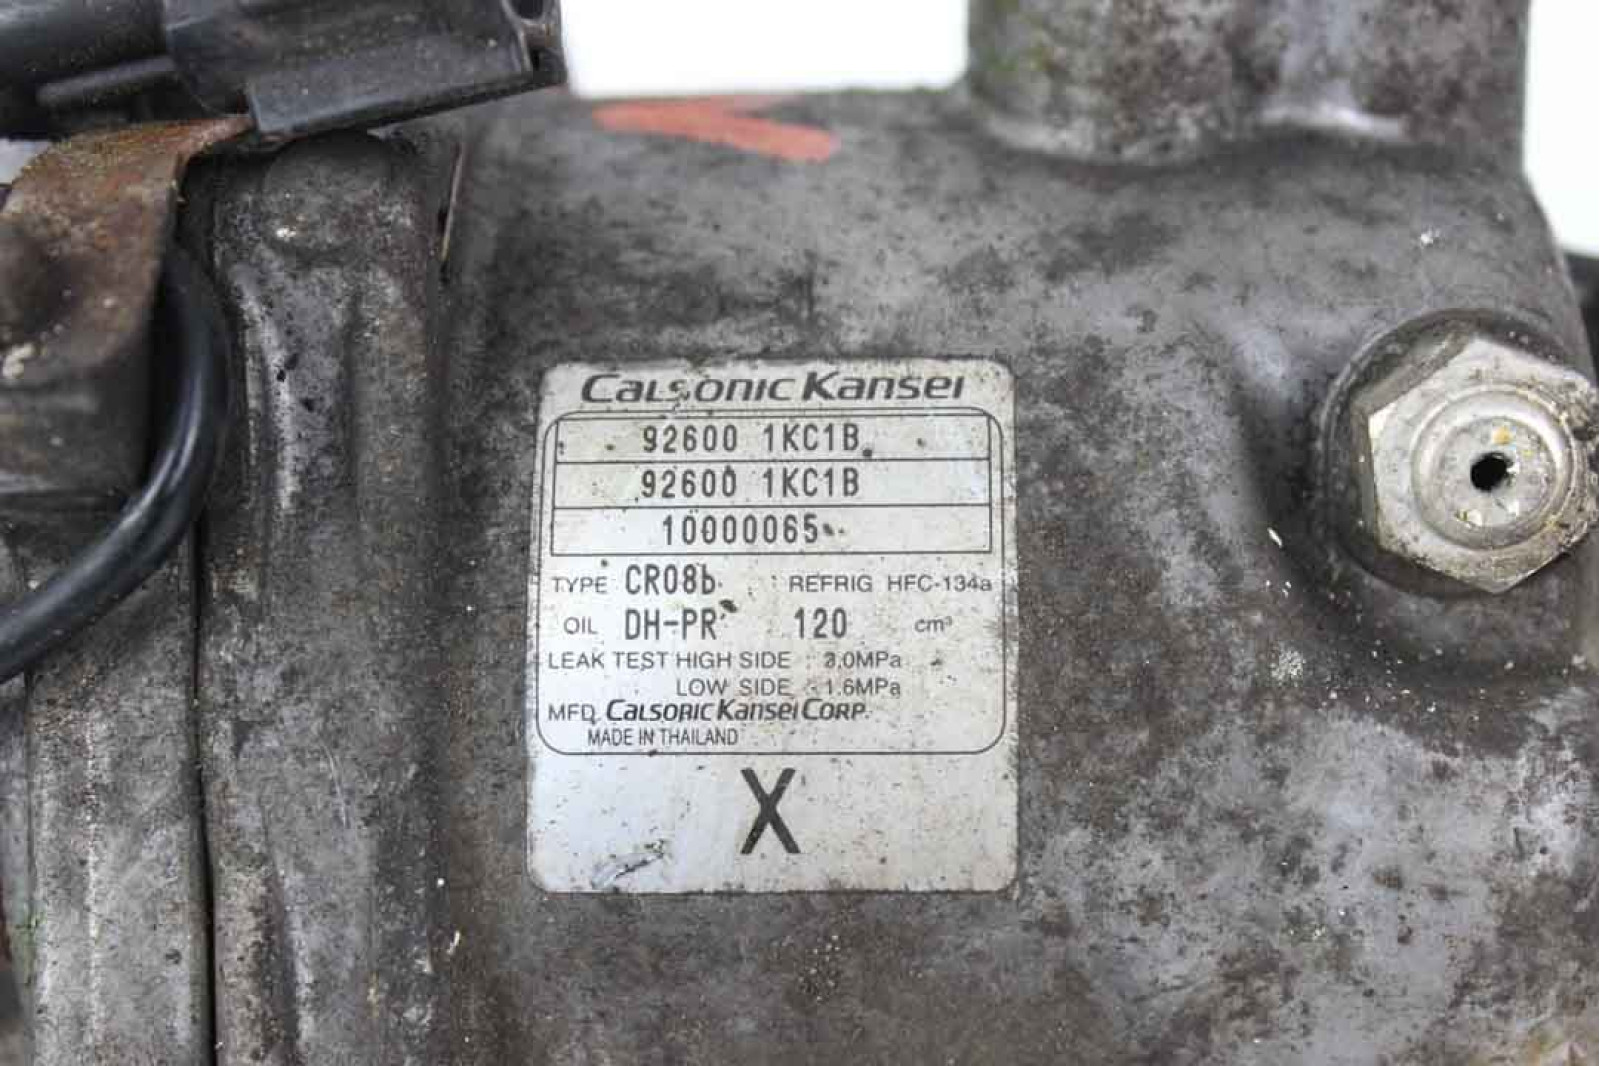 Calsonic Kansei
92600 1KC1B
92600 1KC1B
10000065
TYPE CR08b REFRIG HFC-134a
OIL DH-PR 120 cm³
LEAK TEST HIGH SIDE : 3.0MPa
LOW SIDE : 1.6MPa
MFD. Calsonic Kansei Corp.
MADE IN THAILAND
X